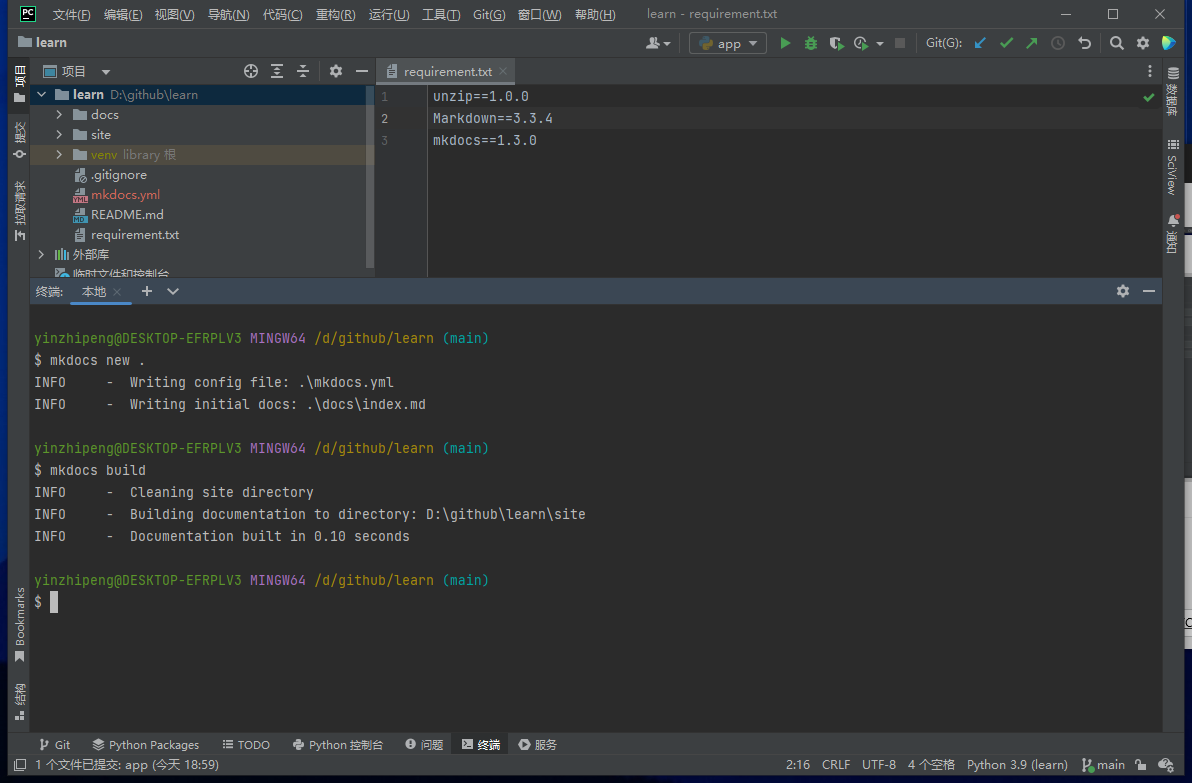 PC 文件(F) 编辑(E) 视图(V) 导航(N) 代码(C) 重构(R) 运行(U) 工具(T) Git(G) 窗口(W) 帮助(H) learn - requirement.txt
learn app Git(G):
项目 requirement.txt
learn D:\github\learn
docs
site
venv library 根
.gitignore
mkdocs.yml
README.md
requirement.txt
外部库
临时文件和控制台
1 unzip==1.0.0
2 Markdown==3.3.4
3 mkdocs==1.3.0
项目
提交
拉取请求
Bookmarks
结构
数据库
SciView
通知
终端: 本地
yinzhipeng@DESKTOP-EFRPLV3 MINGW64 /d/github/learn (main)
$ mkdocs new .
INFO - Writing config file: .\mkdocs.yml
INFO - Writing initial docs: .\docs\index.md
yinzhipeng@DESKTOP-EFRPLV3 MINGW64 /d/github/learn (main)
$ mkdocs build
INFO - Cleaning site directory
INFO - Building documentation to directory: D:\github\learn\site
INFO - Documentation built in 0.10 seconds
yinzhipeng@DESKTOP-EFRPLV3 MINGW64 /d/github/learn (main)
$
Git Python Packages TODO Python 控制台 问题 终端 服务
1 个文件已提交: app (今天 18:59) 2:16 CRLF UTF-8 4 个空格 Python 3.9 (learn) main